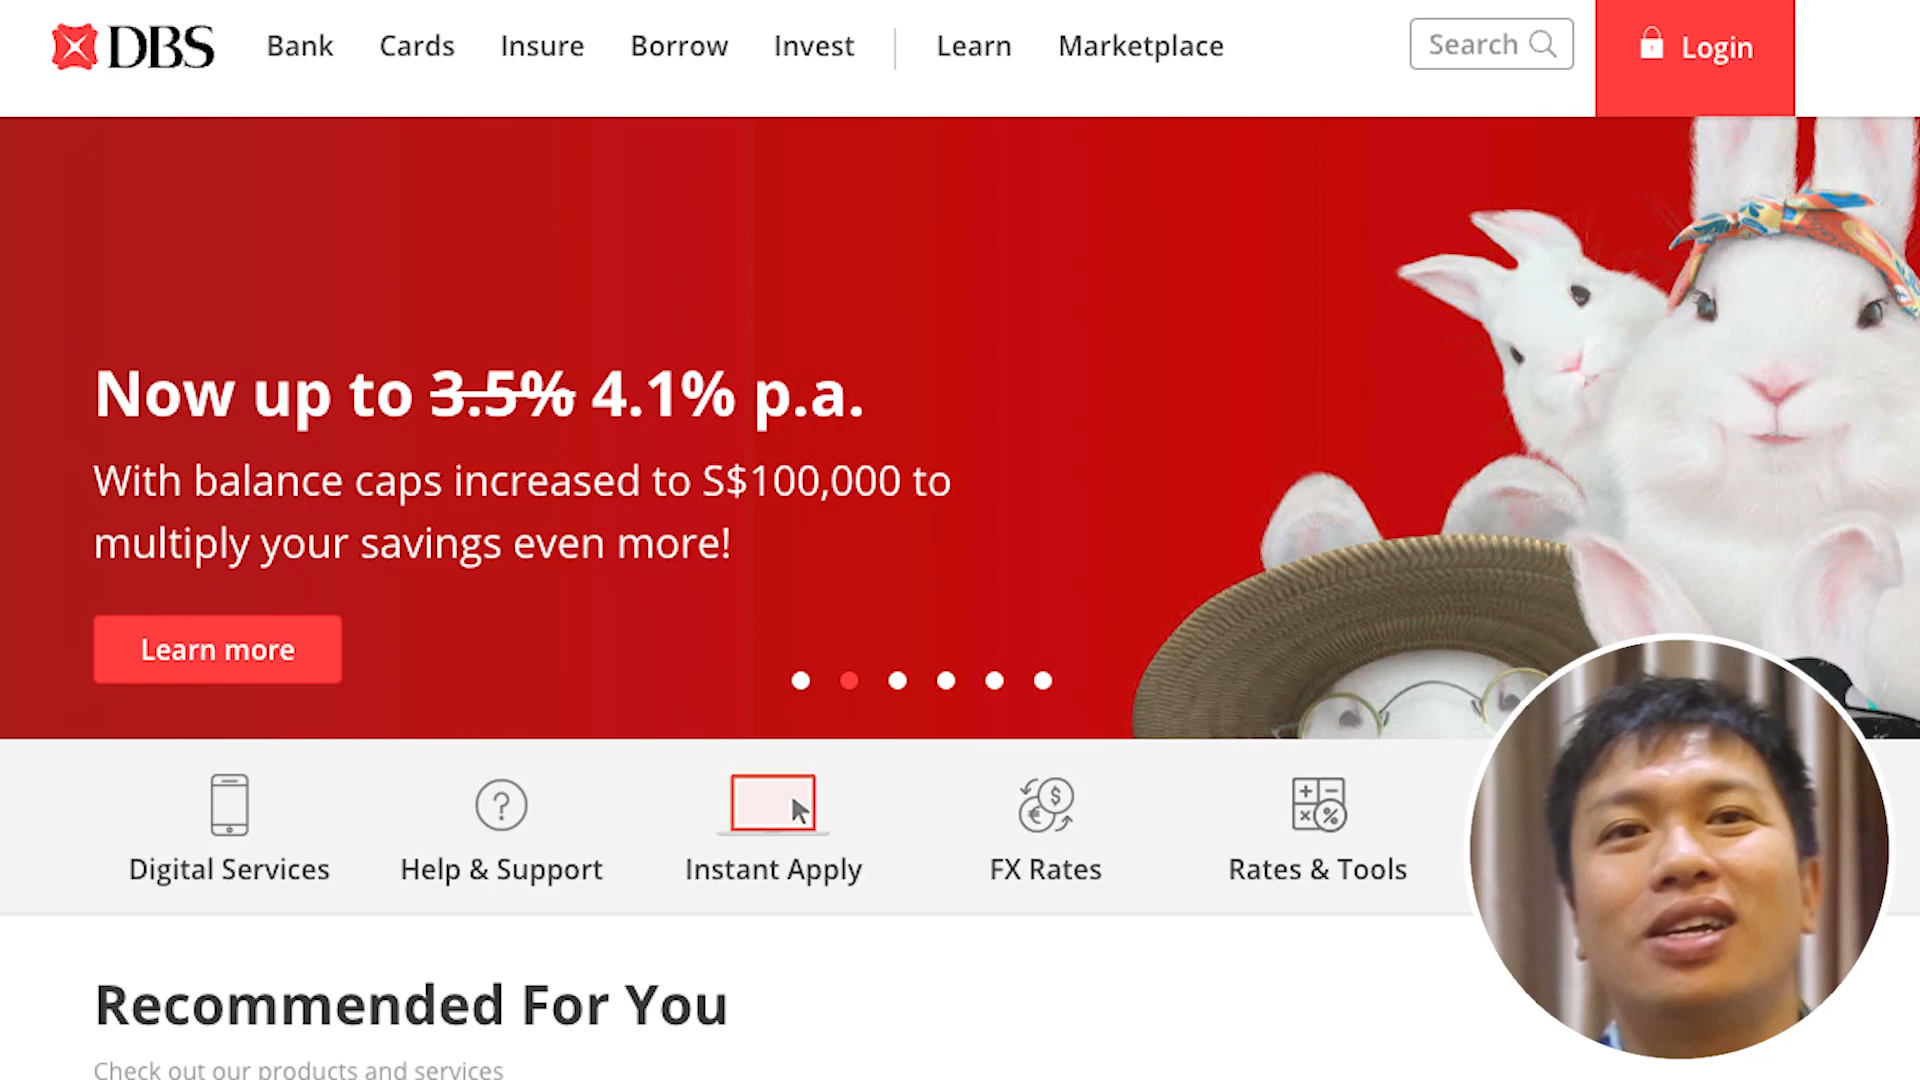 DBS
Bank
Cards
Insure
Borrow
Invest
Learn
Marketplace
Search
Login
Now up to 3.5% 4.1% p.a.
With balance caps increased to S$100,000 to
multiply your savings even more!
Learn more
Digital Services
Help & Support
Instant Apply
FX Rates
Rates & Tools
Recommended For You
Check out our products and services